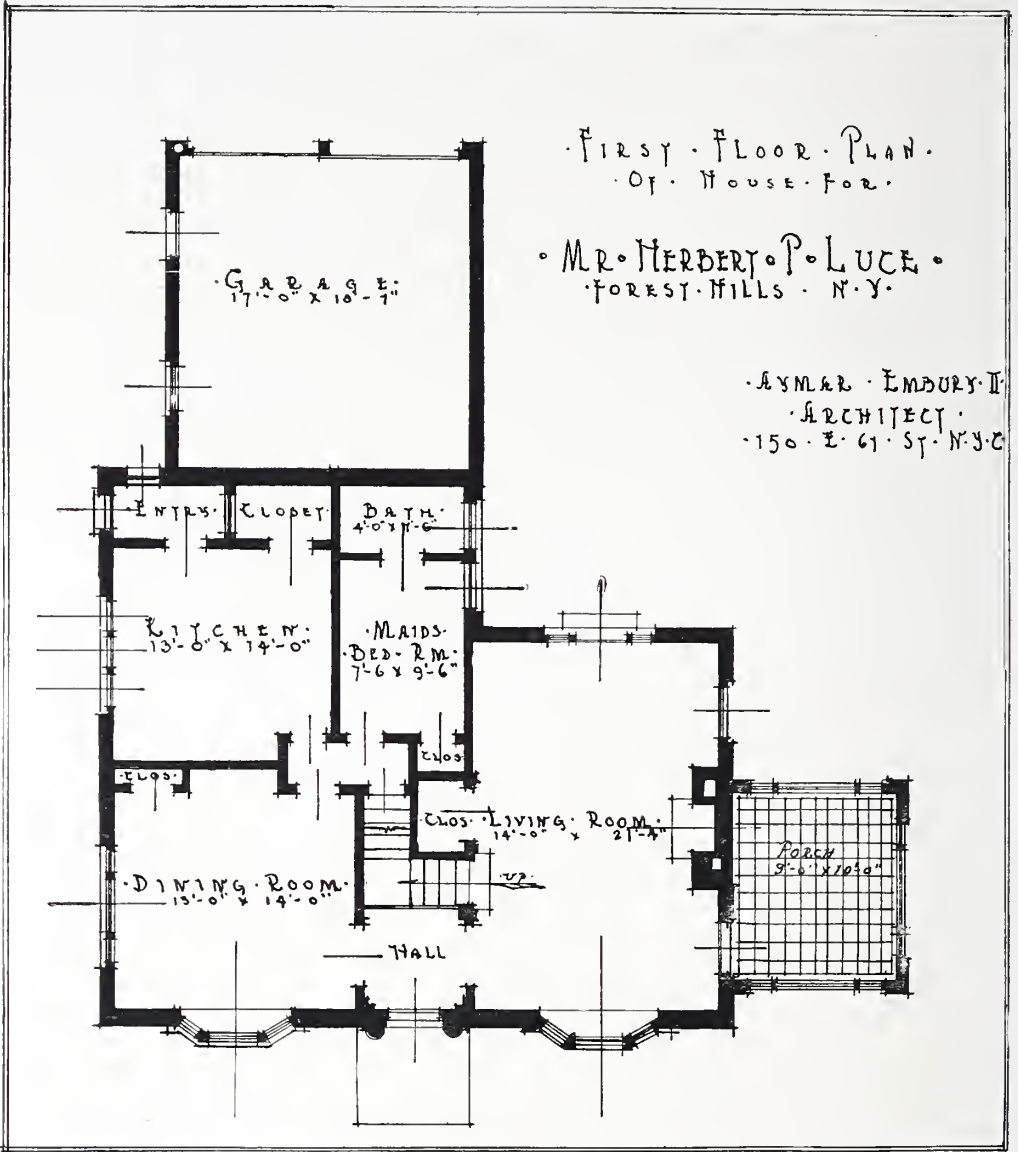 ·FIRST·FLOOR·PLAN·
·OF·HOUSE·FOR·
·MR·HERBERT·P·LUCE·
·FOREST·HILLS·N·Y·
·AYMAR·EMBURY·II·
·ARCHITECT·
·150·E·61·ST·N·Y·C
·GARAGE·
17'-0" X
·ENTRY·
CLOSET·
BATH·
KITCHEN·
13'-0" X 14'-0"
·MAIDS·
·BED·RM·
7'-6 X 9'-6"
CLOS
·CLOS·
CLOS·
·LIVING·ROOM·
14'-0" X 21'-4"
PORCH
9'-0" X 10'-0"
·DINING·ROOM·
13'-0" X 14'-0"
·UP·
HALL